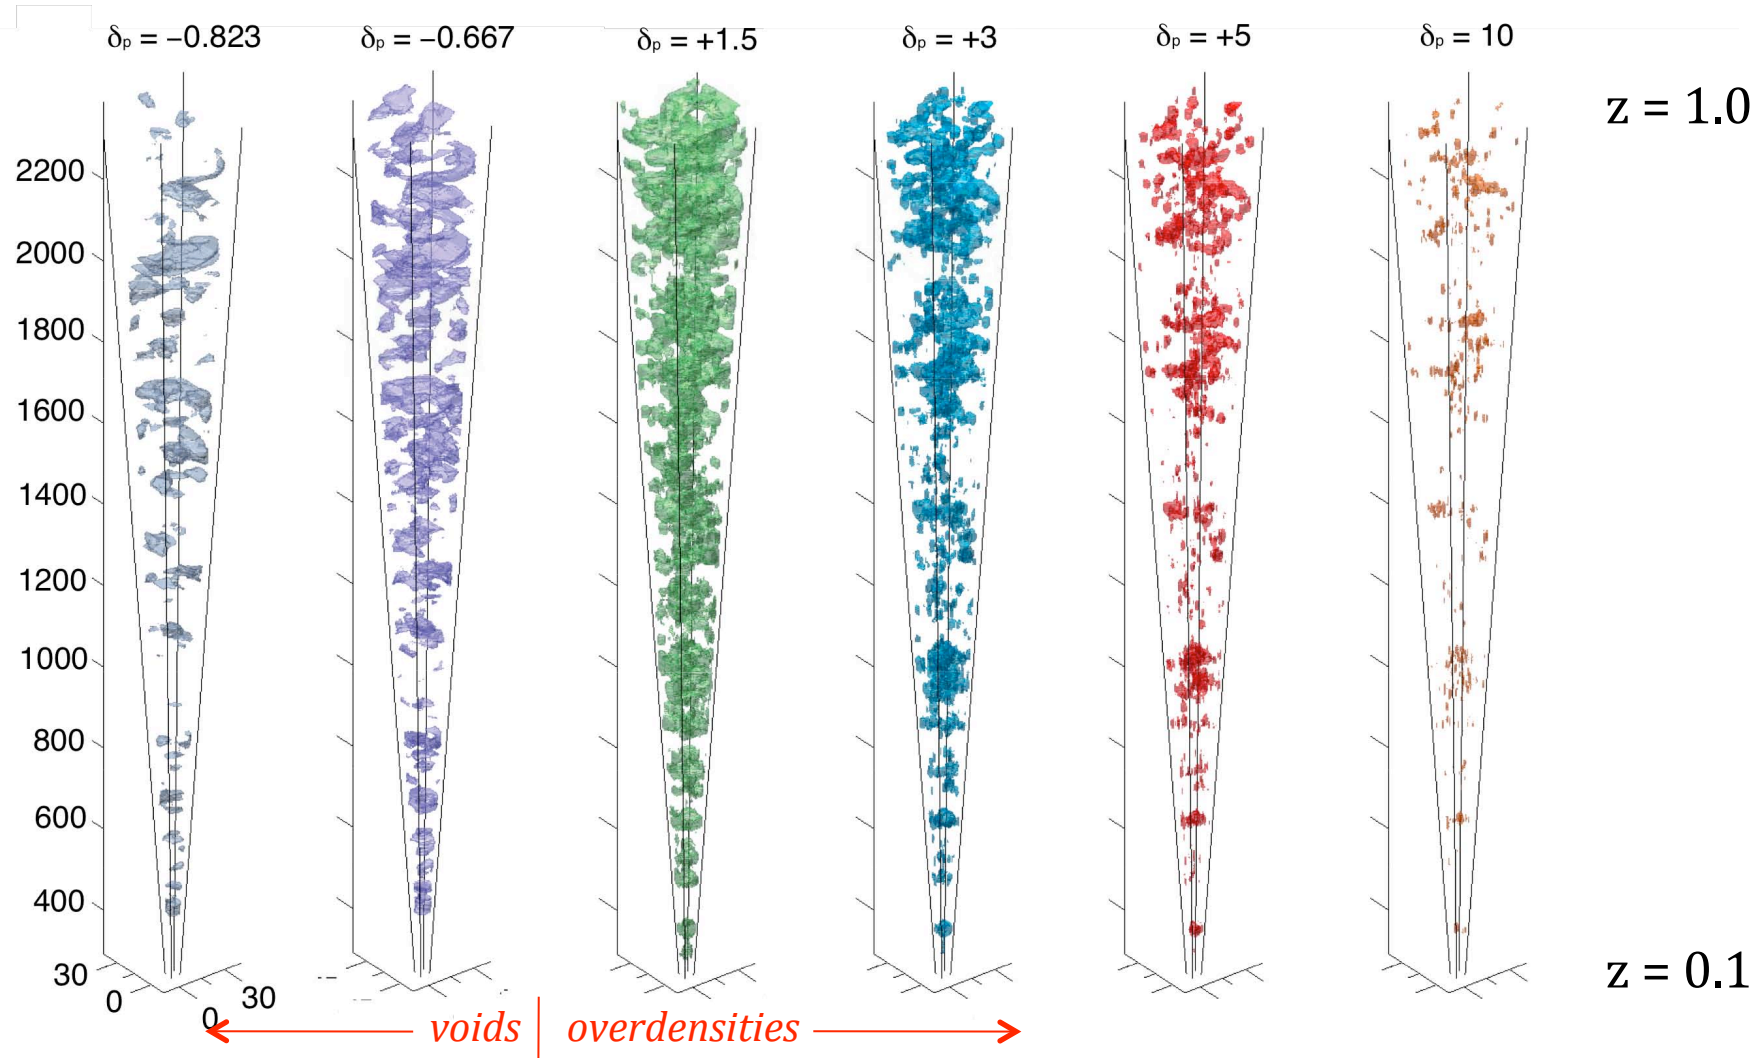 δp = −0.823
δp = −0.667
δp = +1.5
δp = +3
δp = +5
δp = 10
z = 1.0
2200
2000
1800
1600
1400
1200
1000
800
600
400
30
0
0
30
z = 0.1
voids
overdensities